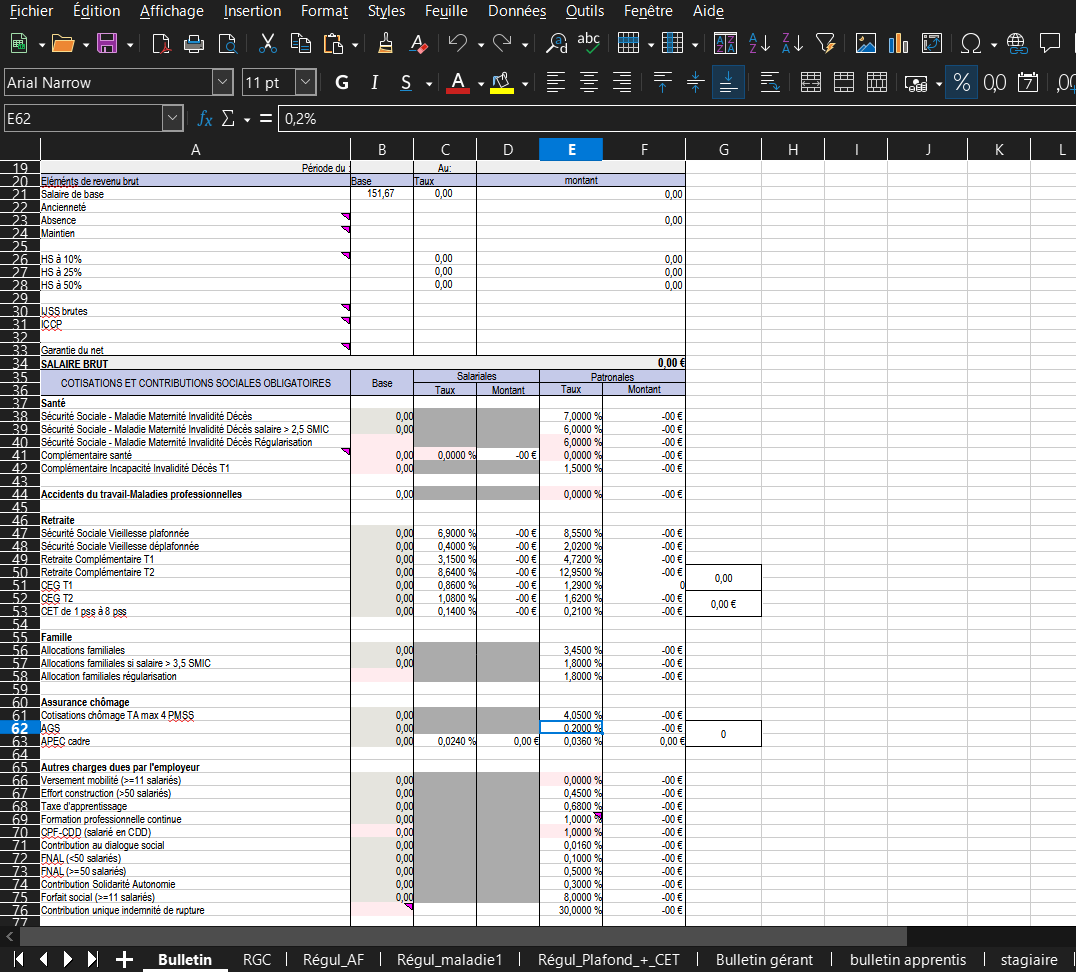 Fichier Édition Affichage Insertion Format Styles Feuille Données Outils Fenêtre Aide
Arial Narrow 11 pt G I S A % 0,0 7 ,00
E62 fx Σ = 0,2%
A B C D E F G H I J K L
19 Période du : Au:
20 Eléments de revenu brut Base Taux montant
21 Salaire de base 151,67 0,00 0,00
22 Ancienneté
23 Absence 0,00
24 Maintien
25
26 HS à 10% 0,00 0,00
27 HS à 25% 0,00 0,00
28 HS à 50% 0,00 0,00
29
30 IJSS brutes
31 ICCP
32
33 Garantie du net
34 SALAIRE BRUT 0,00 €
35 COTISATIONS ET CONTRIBUTIONS SOCIALES OBLIGATOIRES Base Salariales Patronales
36 Taux Montant Taux Montant
37 Santé
38 Sécurité Sociale - Maladie Maternité Invalidité Décès 0,00 7,0000 % -00 €
39 Sécurité Sociale - Maladie Maternité Invalidité Décès salaire > 2,5 SMIC 0,00 6,0000 % -00 €
40 Sécurité Sociale - Maladie Maternité Invalidité Décès Régularisation 6,0000 % -00 €
41 Complémentaire santé 0,00 0,0000 % -00 € 0,0000 % -00 €
42 Complémentaire Incapacité Invalidité Décès T1 0,00 1,5000 % -00 €
43
44 Accidents du travail-Maladies professionnelles 0,00 0,0000 % -00 €
45
46 Retraite
47 Sécurité Sociale Vieillesse plafonnée 0,00 6,9000 % -00 € 8,5500 % -00 €
48 Sécurité Sociale Vieillesse déplafonnée 0,00 0,4000 % -00 € 2,0200 % -00 €
49 Retraite Complémentaire T1 0,00 3,1500 % -00 € 4,7200 % -00 €
50 Retraite Complémentaire T2 0,00 8,6400 % -00 € 12,9500 % -00 € 0,00
51 CEG T1 0,00 0,8600 % -00 € 1,2900 % 0
52 CEG T2 0,00 1,0800 % -00 € 1,6200 % -00 € 0,00 €
53 CET de 1 pss à 8 pss 0,00 0,1400 % -00 € 0,2100 % -00 €
54
55 Famille
56 Allocations familiales 0,00 3,4500 % -00 €
57 Allocations familiales si salaire > 3,5 SMIC 0,00 1,8000 % -00 €
58 Allocation familiales régularisation 1,8000 % -00 €
59
60 Assurance chômage
61 Cotisations chômage TA max 4 PMSS 0,00 4,0500 % -00 €
62 AGS 0,00 0,2000 % -00 € 0
63 APEC cadre 0,00 0,0240 % 0,00 € 0,0360 % 0,00 €
64
65 Autres charges dues par l'employeur
66 Versement mobilité (>=11 salariés) 0,00 0,0000 % -00 €
67 Effort construction (>50 salariés) 0,00 0,4500 % -00 €
68 Taxe d'apprentissage 0,00 0,6800 % -00 €
69 Formation professionnelle continue 0,00 1,0000 % -00 €
70 CPF-CDD (salarié en CDD) 0,00 1,0000 % -00 €
71 Contribution au dialogue social 0,00 0,0160 % -00 €
72 FNAL (<50 salariés) 0,00 0,1000 % -00 €
73 FNAL (>=50 salariés) 0,00 0,5000 % -00 €
74 Contribution Solidarité Autonomie 0,00 0,3000 % -00 €
75 Forfait social (>=11 salariés) 0,00 8,0000 % -00 €
76 Contribution unique indemnité de rupture 30,0000 % -00 €
77
Bulletin RGC Régul_AF Régul_maladie1 Régul_Plafond_+_CET Bulletin gérant bulletin apprentis stagiaire